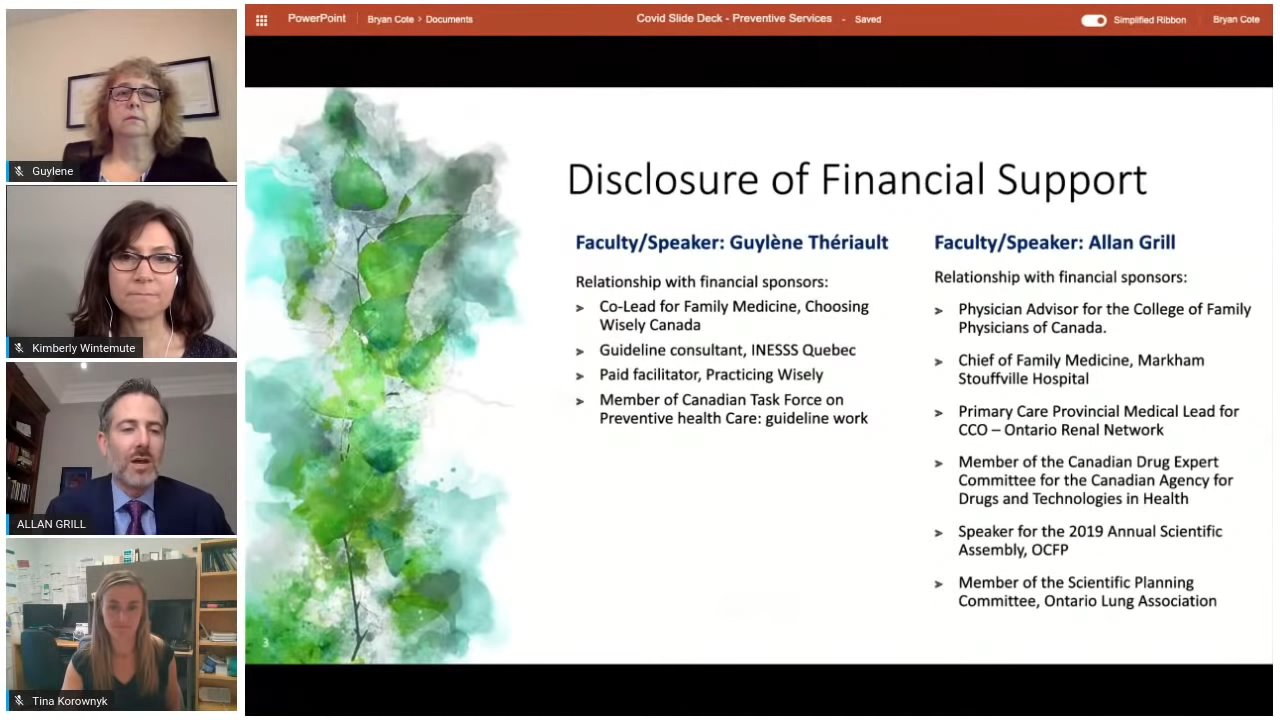 PowerPoint
Bryan Cote > Documents
Covid Slide Deck - Preventive Services - Saved
Simplified Ribbon
Bryan Cote
Guylene
Kimberly Wintemute
ALLAN GRILL
Tina Korownyk
Disclosure of Financial Support
Faculty/Speaker: Guylène Thériault
Relationship with financial sponsors:
➤ Co-Lead for Family Medicine, Choosing
Wisely Canada
➤ Guideline consultant, INESSS Quebec
➤ Paid facilitator, Practicing Wisely
➤ Member of Canadian Task Force on
Preventive health Care: guideline work
Faculty/Speaker: Allan Grill
Relationship with financial sponsors:
➤ Physician Advisor for the College of Family
Physicians of Canada.
➤ Chief of Family Medicine, Markham
Stouffville Hospital
➤ Primary Care Provincial Medical Lead for
CCO – Ontario Renal Network
➤ Member of the Canadian Drug Expert
Committee for the Canadian Agency for
Drugs and Technologies in Health
➤ Speaker for the 2019 Annual Scientific
Assembly, OCFP
➤ Member of the Scientific Planning
Committee, Ontario Lung Association
3